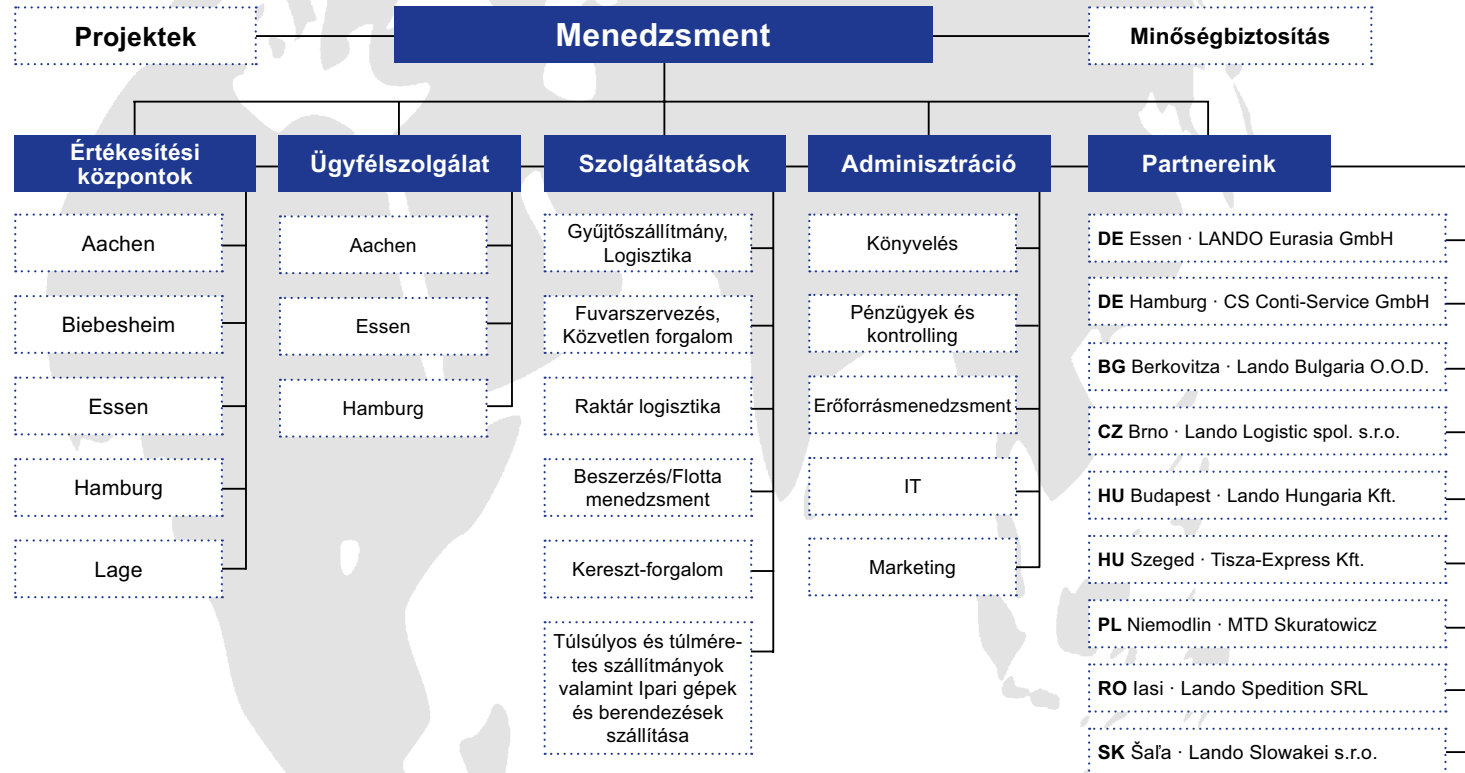 Projektek
Menedzsment
Minőségbiztosítás
Értékesítési
központok
Aachen
Biebesheim
Essen
Hamburg
Lage
Ügyfélszolgálat
Aachen
Essen
Hamburg
Szolgáltatások
Gyűjtőszállítmány,
Logisztika
Fuvarszervezés,
Közvetlen forgalom
Raktár logisztika
Beszerzés/Flotta
menedzsment
Kereszt-forgalom
Túlsúlyos és túlmére-
tes szállítmányok
valamint Ipari gépek
és berendezések
szállítása
Adminisztráció
Könyvelés
Pénzügyek és
kontrolling
Erőforrásmenedzsment
IT
Marketing
Partnereink
DE Essen · LANDO Eurasia GmbH
DE Hamburg · CS Conti-Service GmbH
BG Berkovitza · Lando Bulgaria O.O.D.
CZ Brno · Lando Logistic spol. s.r.o.
HU Budapest · Lando Hungaria Kft.
HU Szeged · Tisza-Express Kft.
PL Niemodlin · MTD Skuratowicz
RO Iasi · Lando Spedition SRL
SK Šaľa · Lando Slowakei s.r.o.